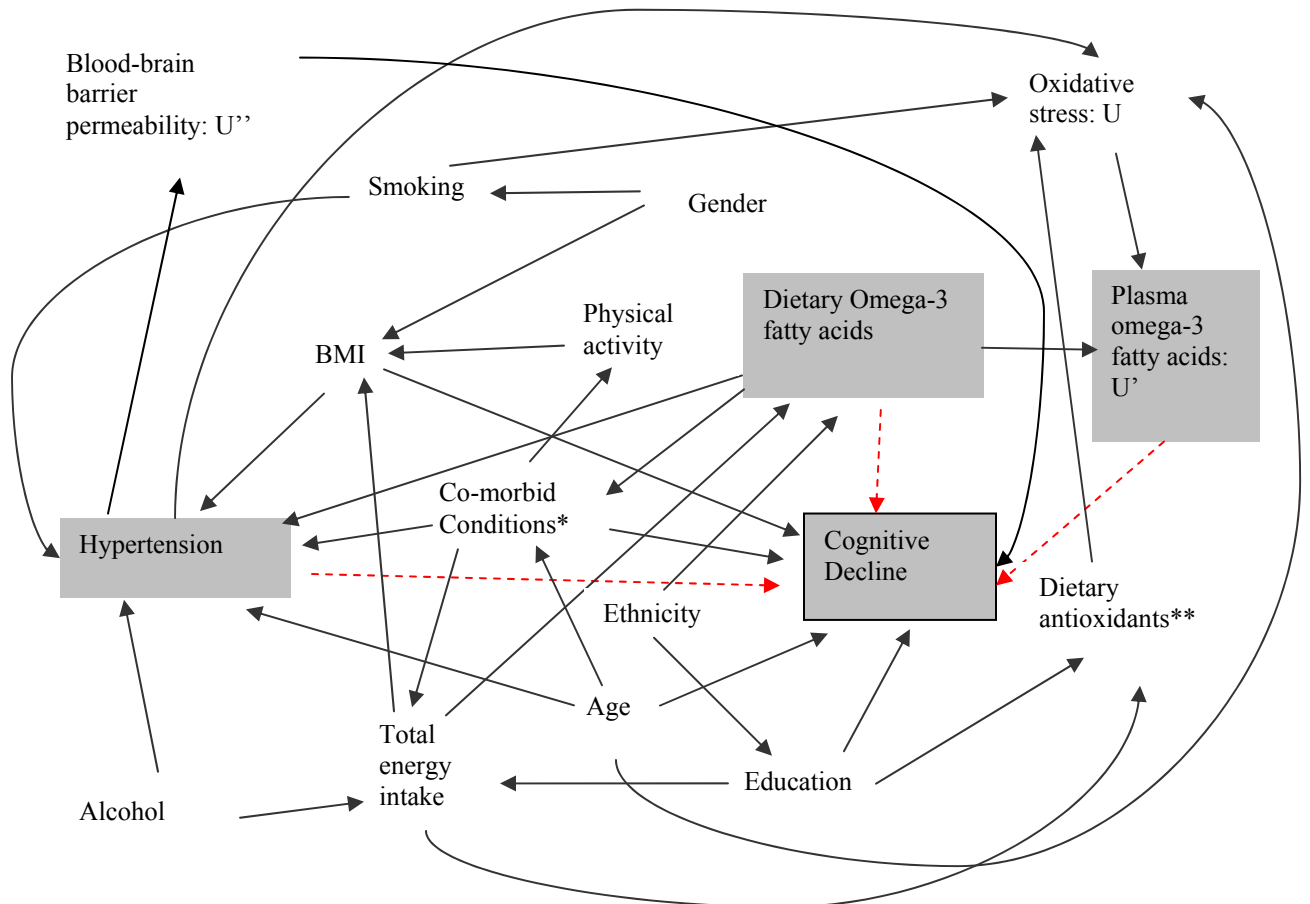 Blood-brain
barrier
permeability: U’’
Oxidative
stress: U
Smoking
Gender
Dietary Omega-3
fatty acids
Plasma
omega-3
fatty acids:
U’
Physical
activity
BMI
Co-morbid
Conditions*
Hypertension
Cognitive
Decline
Dietary
antioxidants**
Ethnicity
Age
Total
energy
intake
Education
Alcohol